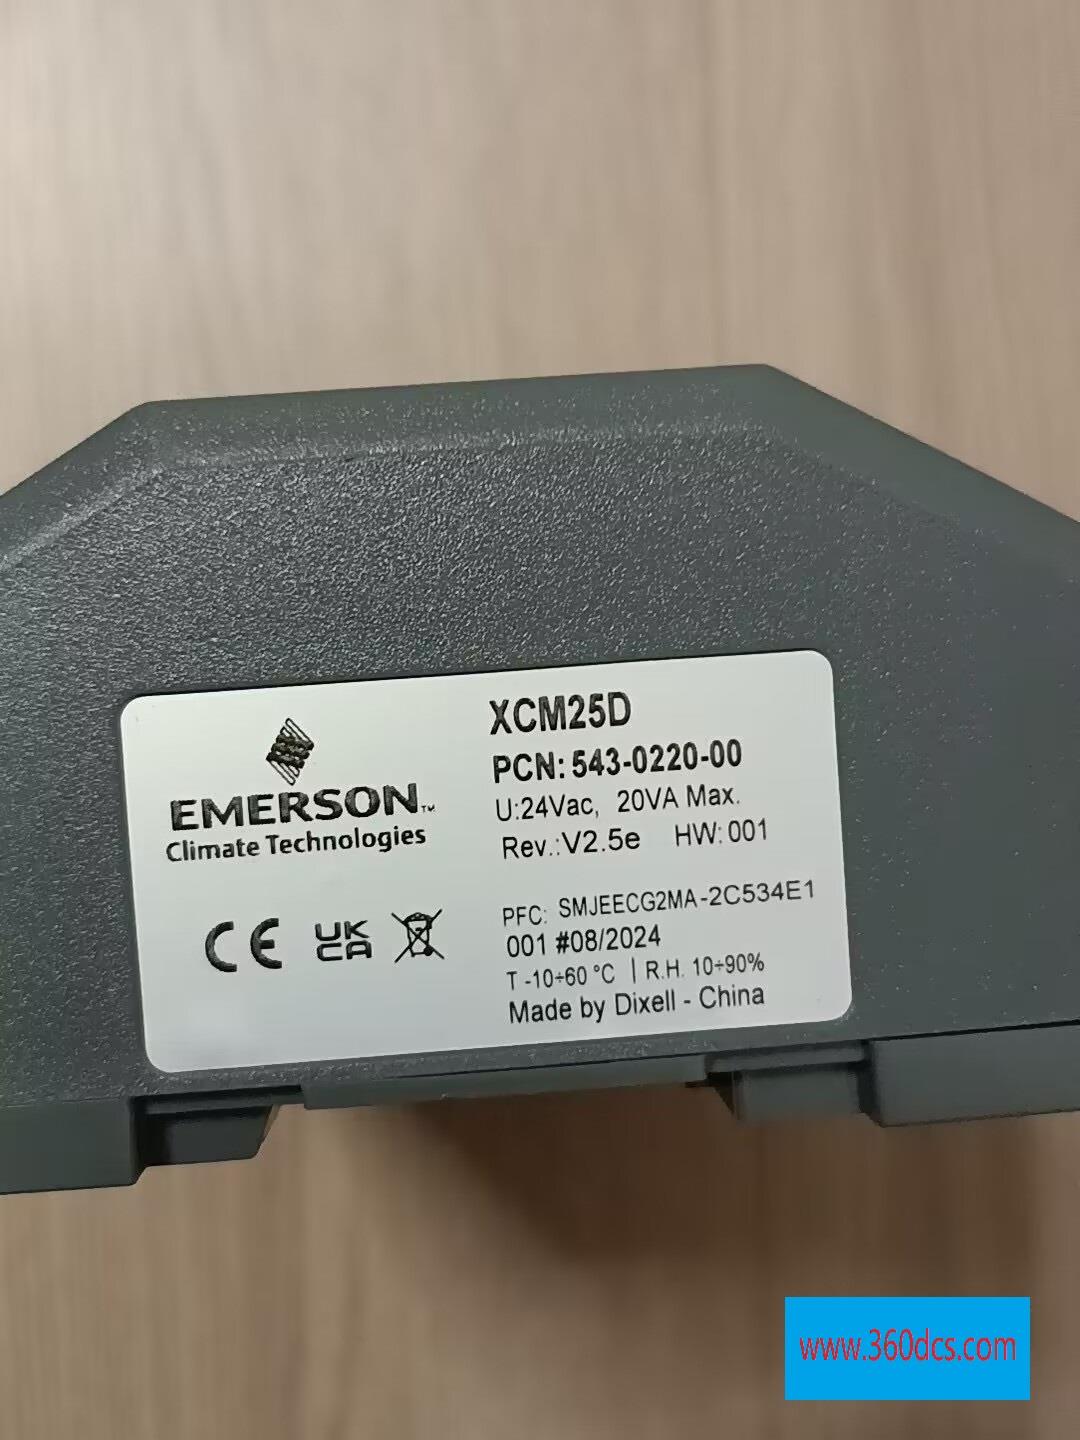 EMERSON™
Climate Technologies
CE UK CA
XCM25D
PCN: 543-0220-00
U:24Vac, 20VA Max.
Rev.:V2.5e HW:001
PFC: SMJEECG2MA-2C534E1
001 #08/2024
T -10÷60 °C | R.H. 10÷90%
Made by Dixell - China
www.360dcs.com